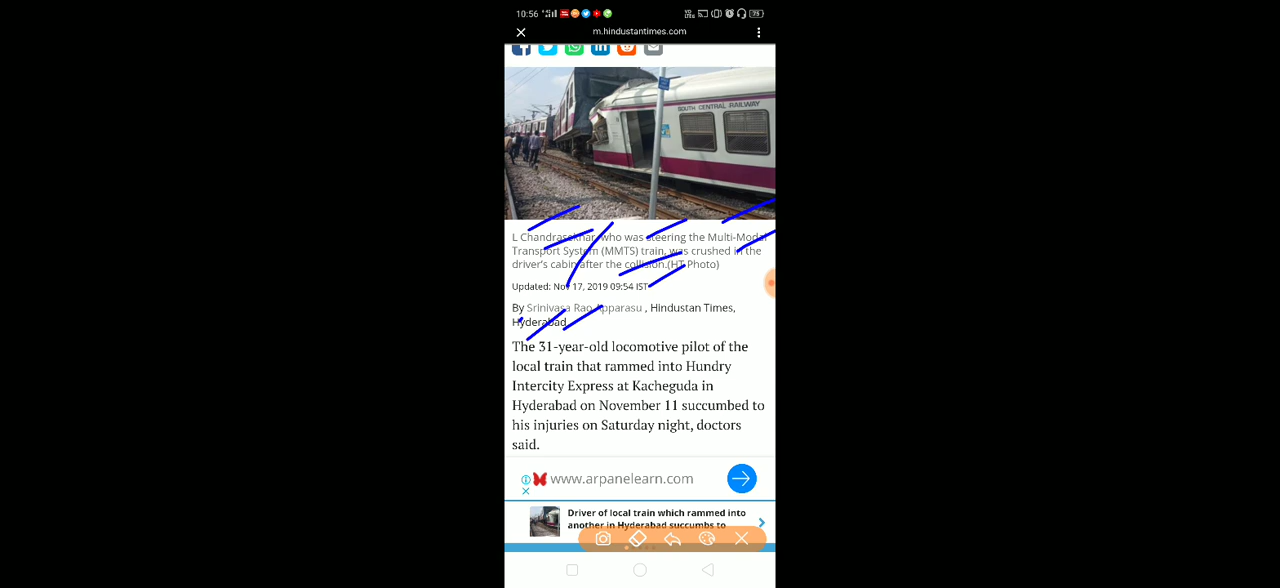 10:56
m.hindustantimes.com
SOUTH CENTRAL RAILWAY
L Chandrasekhar, who was steering the Multi-Modal
Transport System (MMTS) train, was crushed in the
driver's cabin after the collision.(HT Photo)
Updated: Nov 17, 2019 09:54 IST
By Srinivasa Rao Apparasu , Hindustan Times,
Hyderabad
The 31-year-old locomotive pilot of the
local train that rammed into Hundry
Intercity Express at Kacheguda in
Hyderabad on November 11 succumbed to
his injuries on Saturday night, doctors
said.
www.arpanelearn.com
Driver of local train which rammed into
another in Hyderabad succumbs to